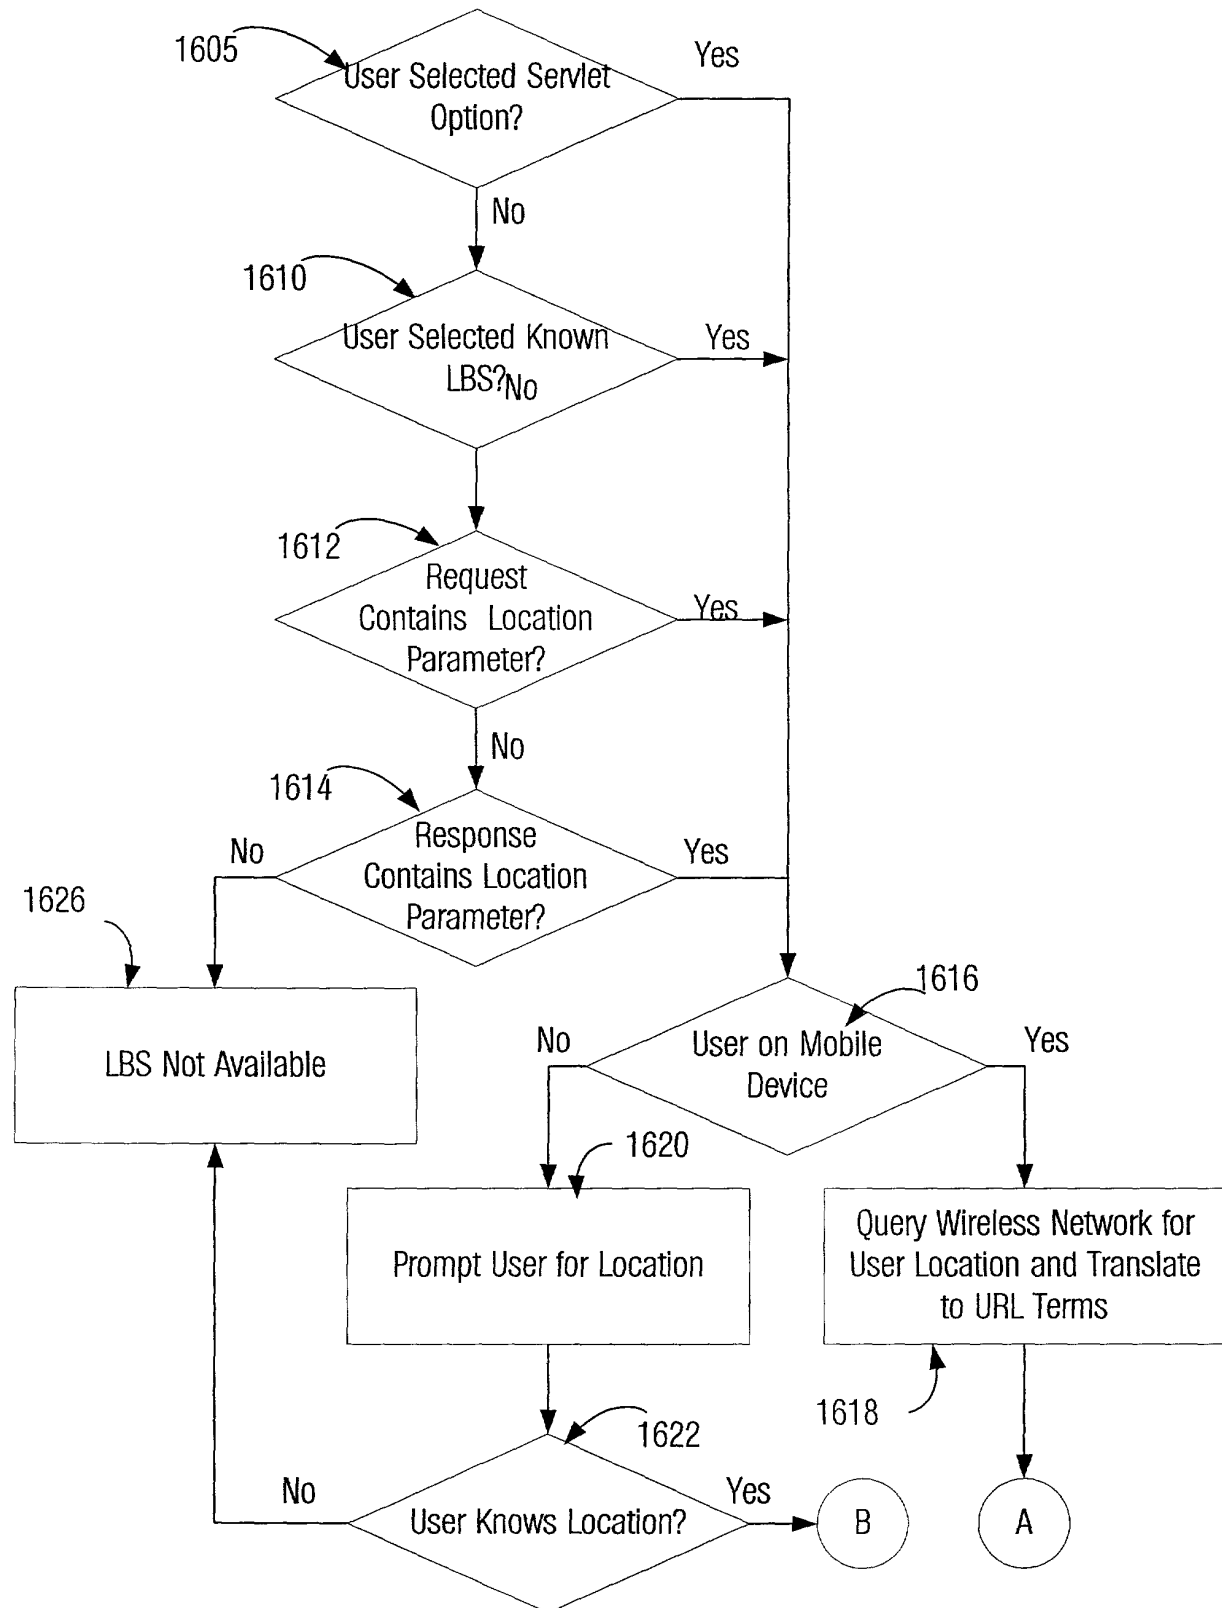 1605
Yes
User Selected Servlet
Option?
No
1610
User Selected Known
LBS?
Yes
No
1612
Request
Contains Location
Parameter?
Yes
No
1614
Response
Contains Location
Parameter?
No
Yes
1626
LBS Not Available
1616
User on Mobile
Device
No
Yes
1620
Prompt User for Location
Query Wireless Network for
User Location and Translate
to URL Terms
1618
1622
User Knows Location?
No
Yes
B
A